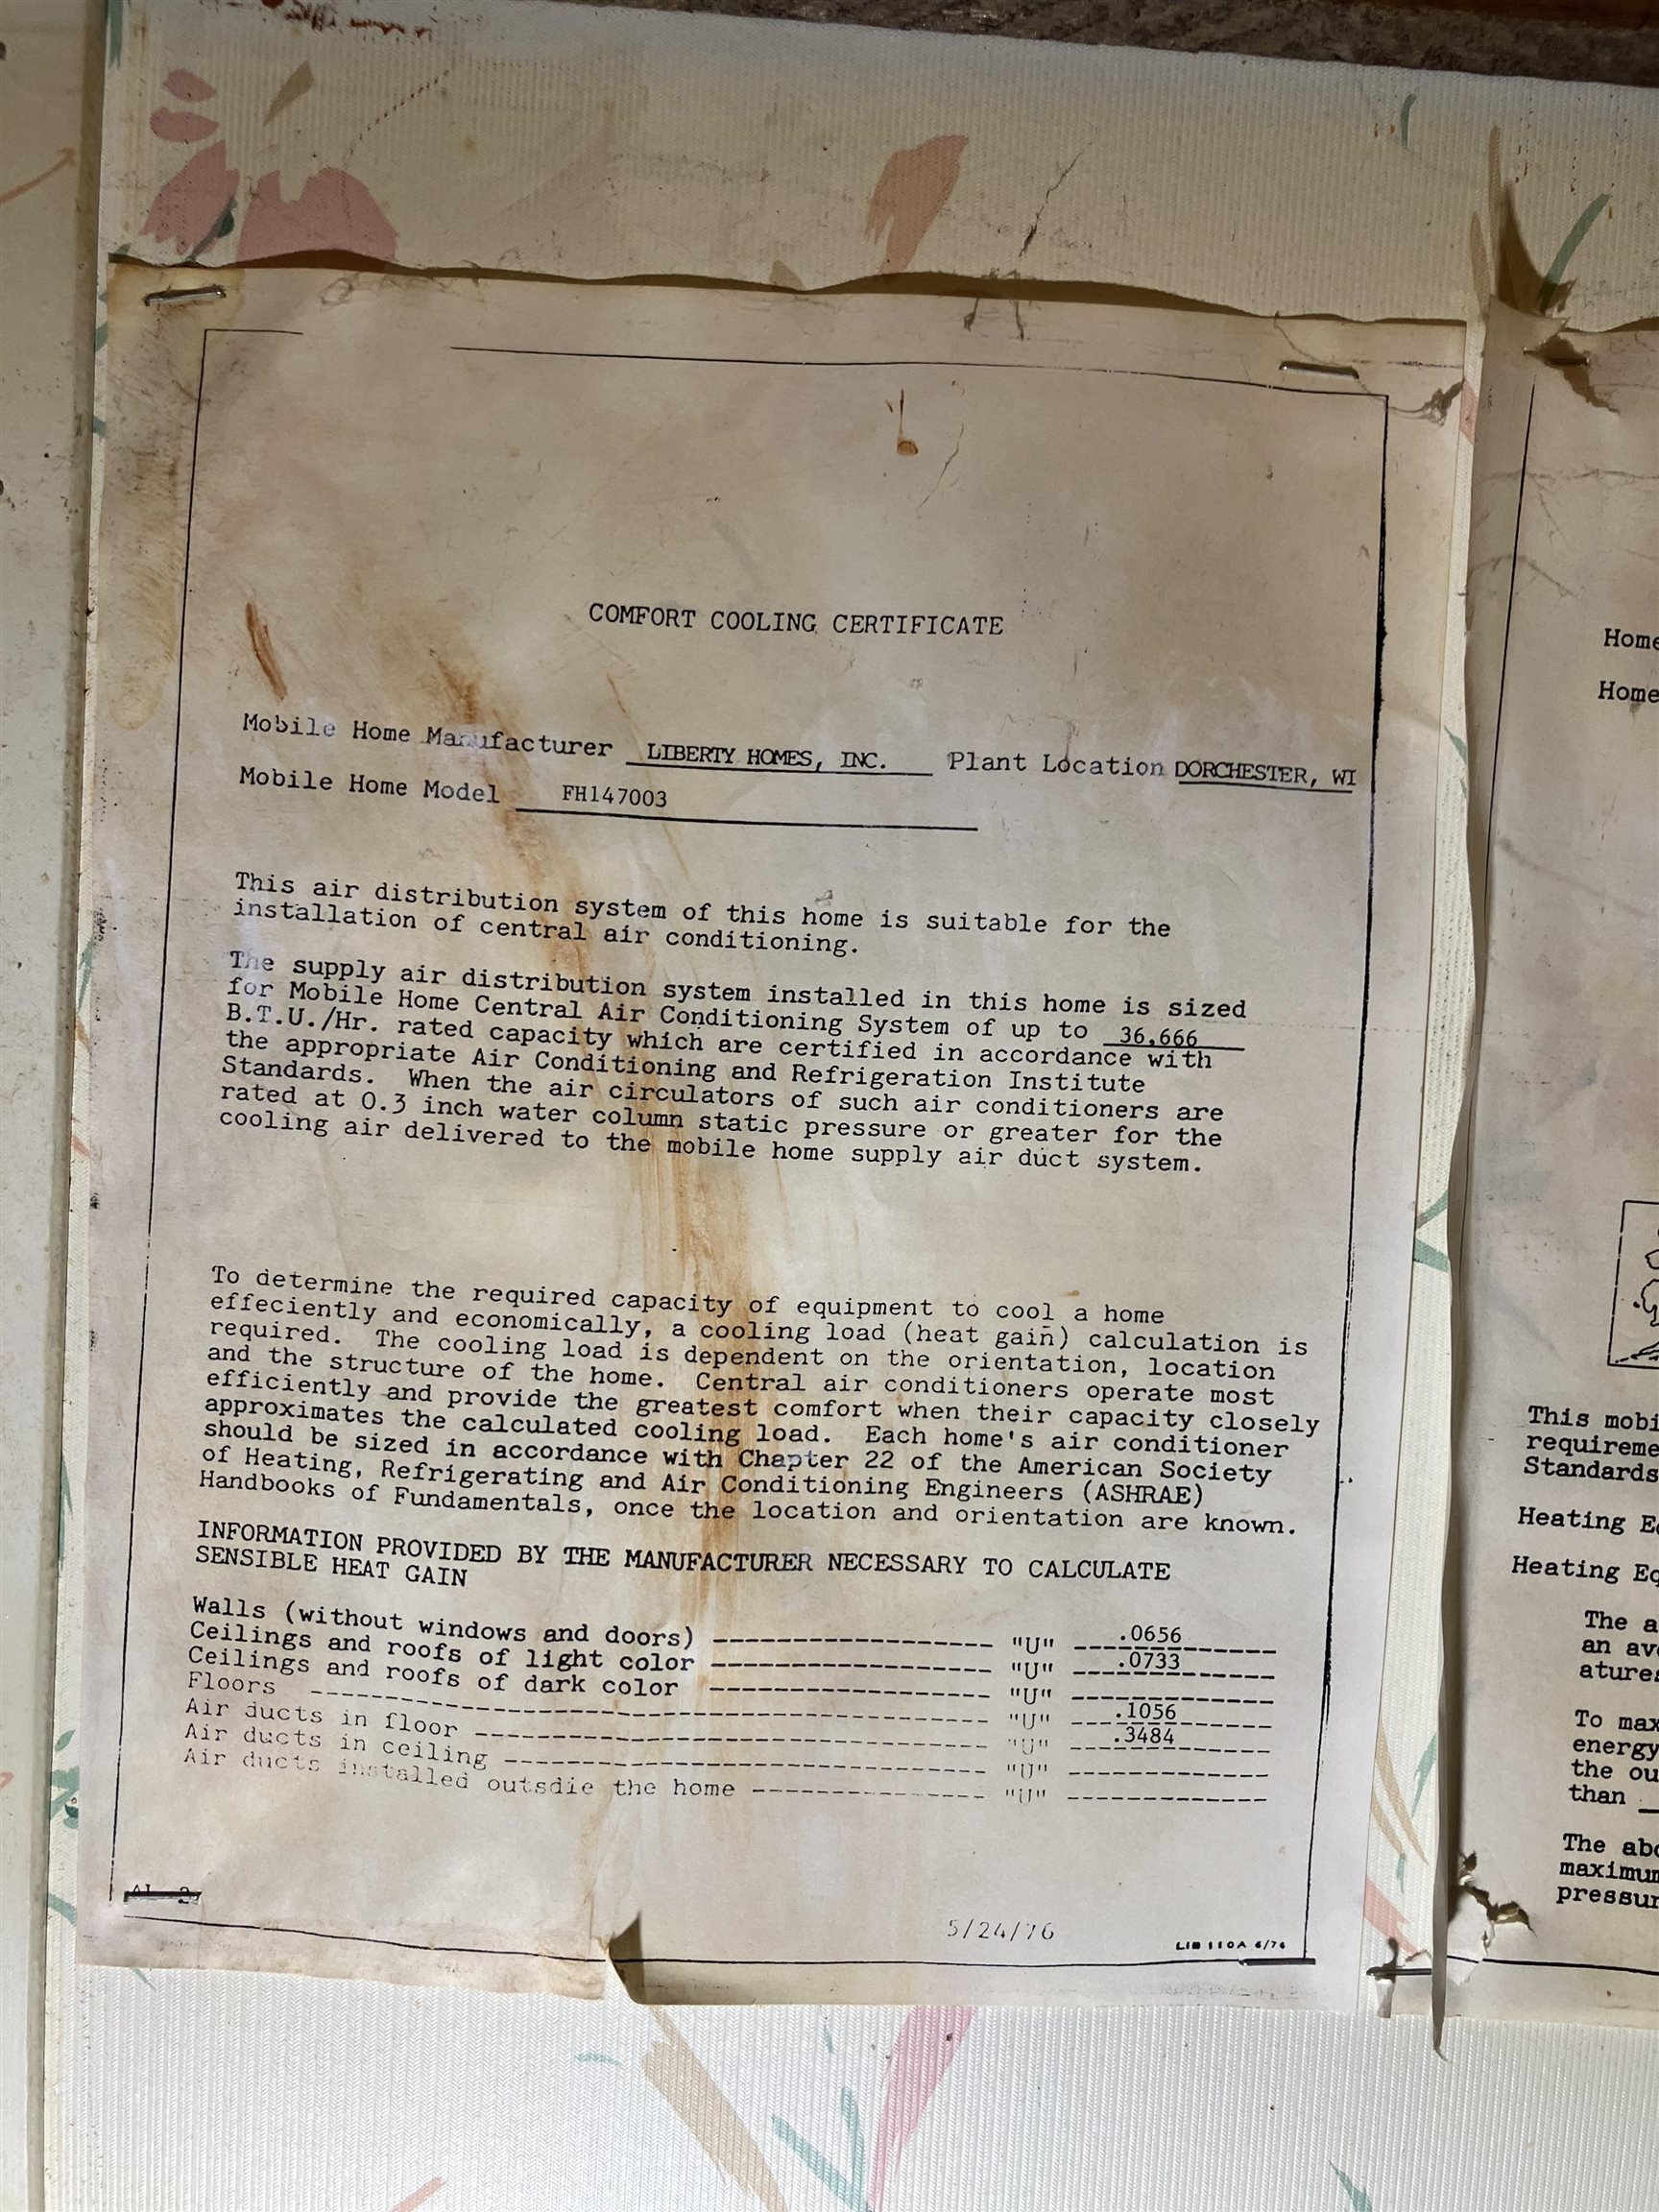 COMFORT COOLING CERTIFICATE
Mobile Home Manufacturer LIBERTY HOMES, INC. Plant Location DORCHESTER, WI
Mobile Home Model FH147003
This air distribution system of this home is suitable for the
installation of central air conditioning.
The supply air distribution system installed in this home is sized
for Mobile Home Central Air Conditioning System of up to 36,666
B.T.U./Hr. rated capacity which are certified in accordance with
the appropriate Air Conditioning and Refrigeration Institute
Standards. When the air circulators of such air conditioners are
rated at 0.3 inch water column static pressure or greater for the
cooling air delivered to the mobile home supply air duct system.
To determine the required capacity of equipment to cool a home
effeciently and economically, a cooling load (heat gain) calculation is
required. The cooling load is dependent on the orientation, location
and the structure of the home. Central air conditioners operate most
efficiently and provide the greatest comfort when their capacity closely
approximates the calculated cooling load. Each home's air conditioner
should be sized in accordance with Chapter 22 of the American Society
of Heating, Refrigerating and Air Conditioning Engineers (ASHRAE)
Handbooks of Fundamentals, once the location and orientation are known.
INFORMATION PROVIDED BY THE MANUFACTURER NECESSARY TO CALCULATE
SENSIBLE HEAT GAIN
Walls (without windows and doors) "U" .0656
Ceilings and roofs of light color "U" .0733
Ceilings and roofs of dark color "U"
Floors "U" .1056
Air ducts in floor "U" .3484
Air ducts in ceiling "U"
Air ducts installed outsdie the home "U"
5/24/76
LIB 110A 6/76
Home
Home
This mobi
requireme
Standards
Heating E
Heating Eq
The a
an ave
atures
To max
energy
the ou
than
The abo
maximum
pressur